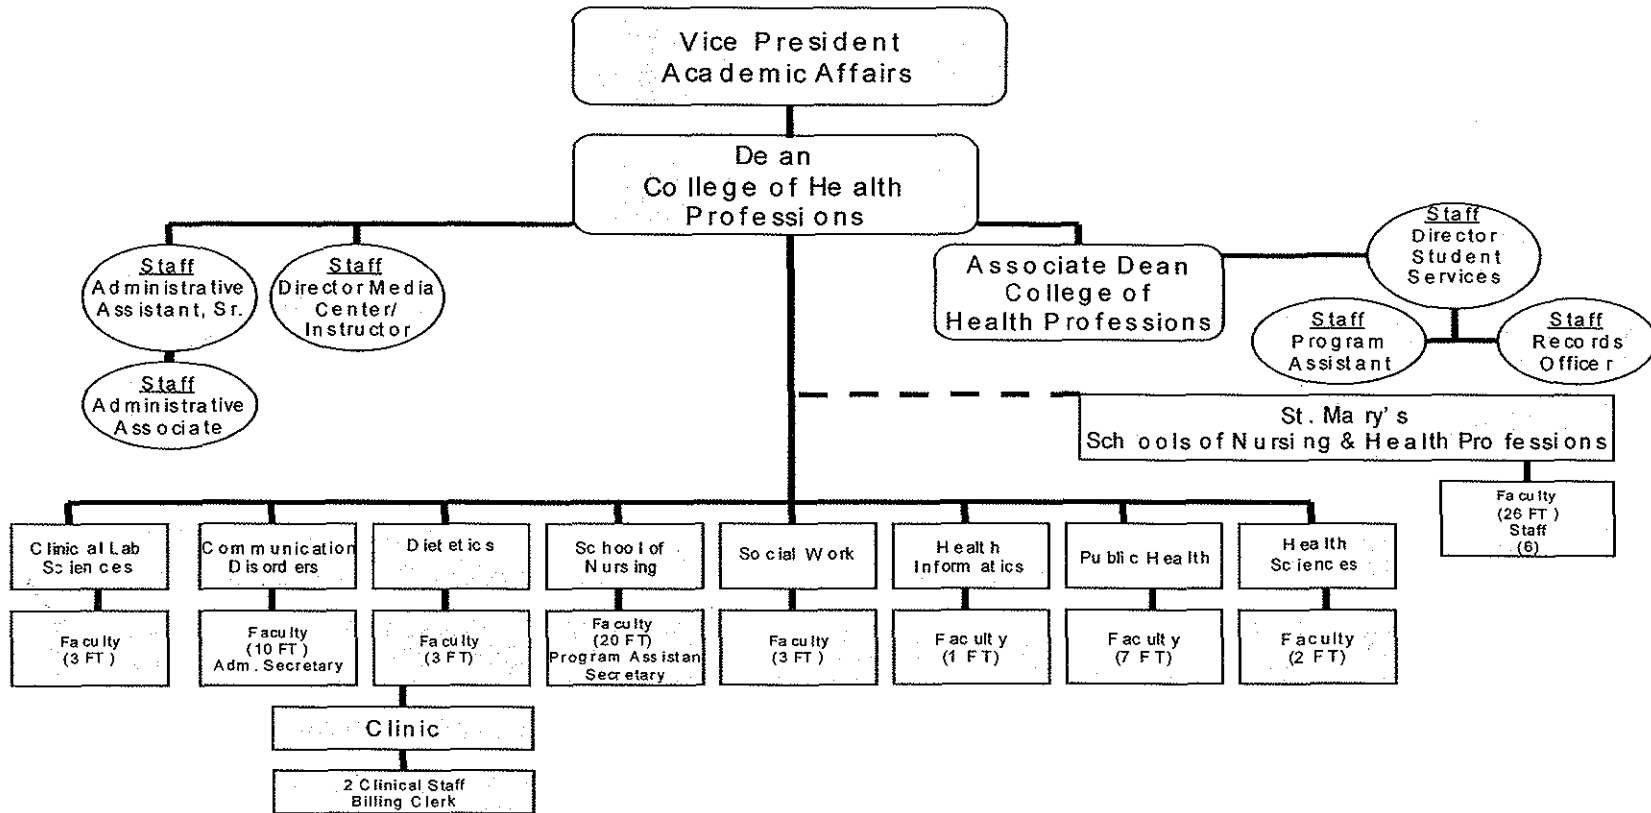 Vice President
Academic Affairs
Dean
College of Health
Professions
Staff
Administrative
Assistant, Sr.
Staff
Director Media
Center/
Instructor
Associate Dean
College of
Health Professions
Staff
Director
Student
Services
Staff
Program
Assistant
Staff
Records
Officer
Staff
Administrative
Associate
St. Mary's
Schools of Nursing & Health Professions
Faculty
(26 FT)
Staff
(6)
Clinical Lab
Sciences
Communication
Disorders
Dietetics
School of
Nursing
Social Work
Health
Informatics
Public Health
Health
Sciences
Faculty
(3 FT)
Faculty
(10 FT)
Adm. Secretary
Faculty
(3 FT)
Faculty
(20 FT)
Program Assistan
Secretary
Faculty
(3 FT)
Faculty
(1 FT)
Faculty
(7 FT)
Faculty
(2 FT)
Clinic
2 Clinical Staff
Billing Clerk